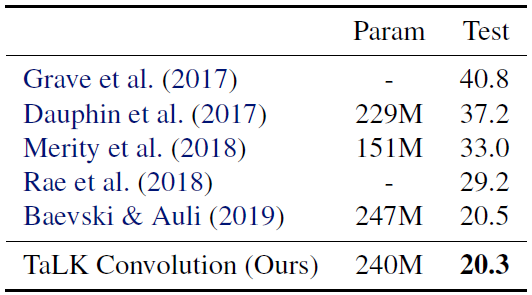 Param Test
Grave et al. (2017) - 40.8
Dauphin et al. (2017) 229M 37.2
Merity et al. (2018) 151M 33.0
Rae et al. (2018) - 29.2
Baevski & Auli (2019) 247M 20.5
TaLK Convolution (Ours) 240M 20.3